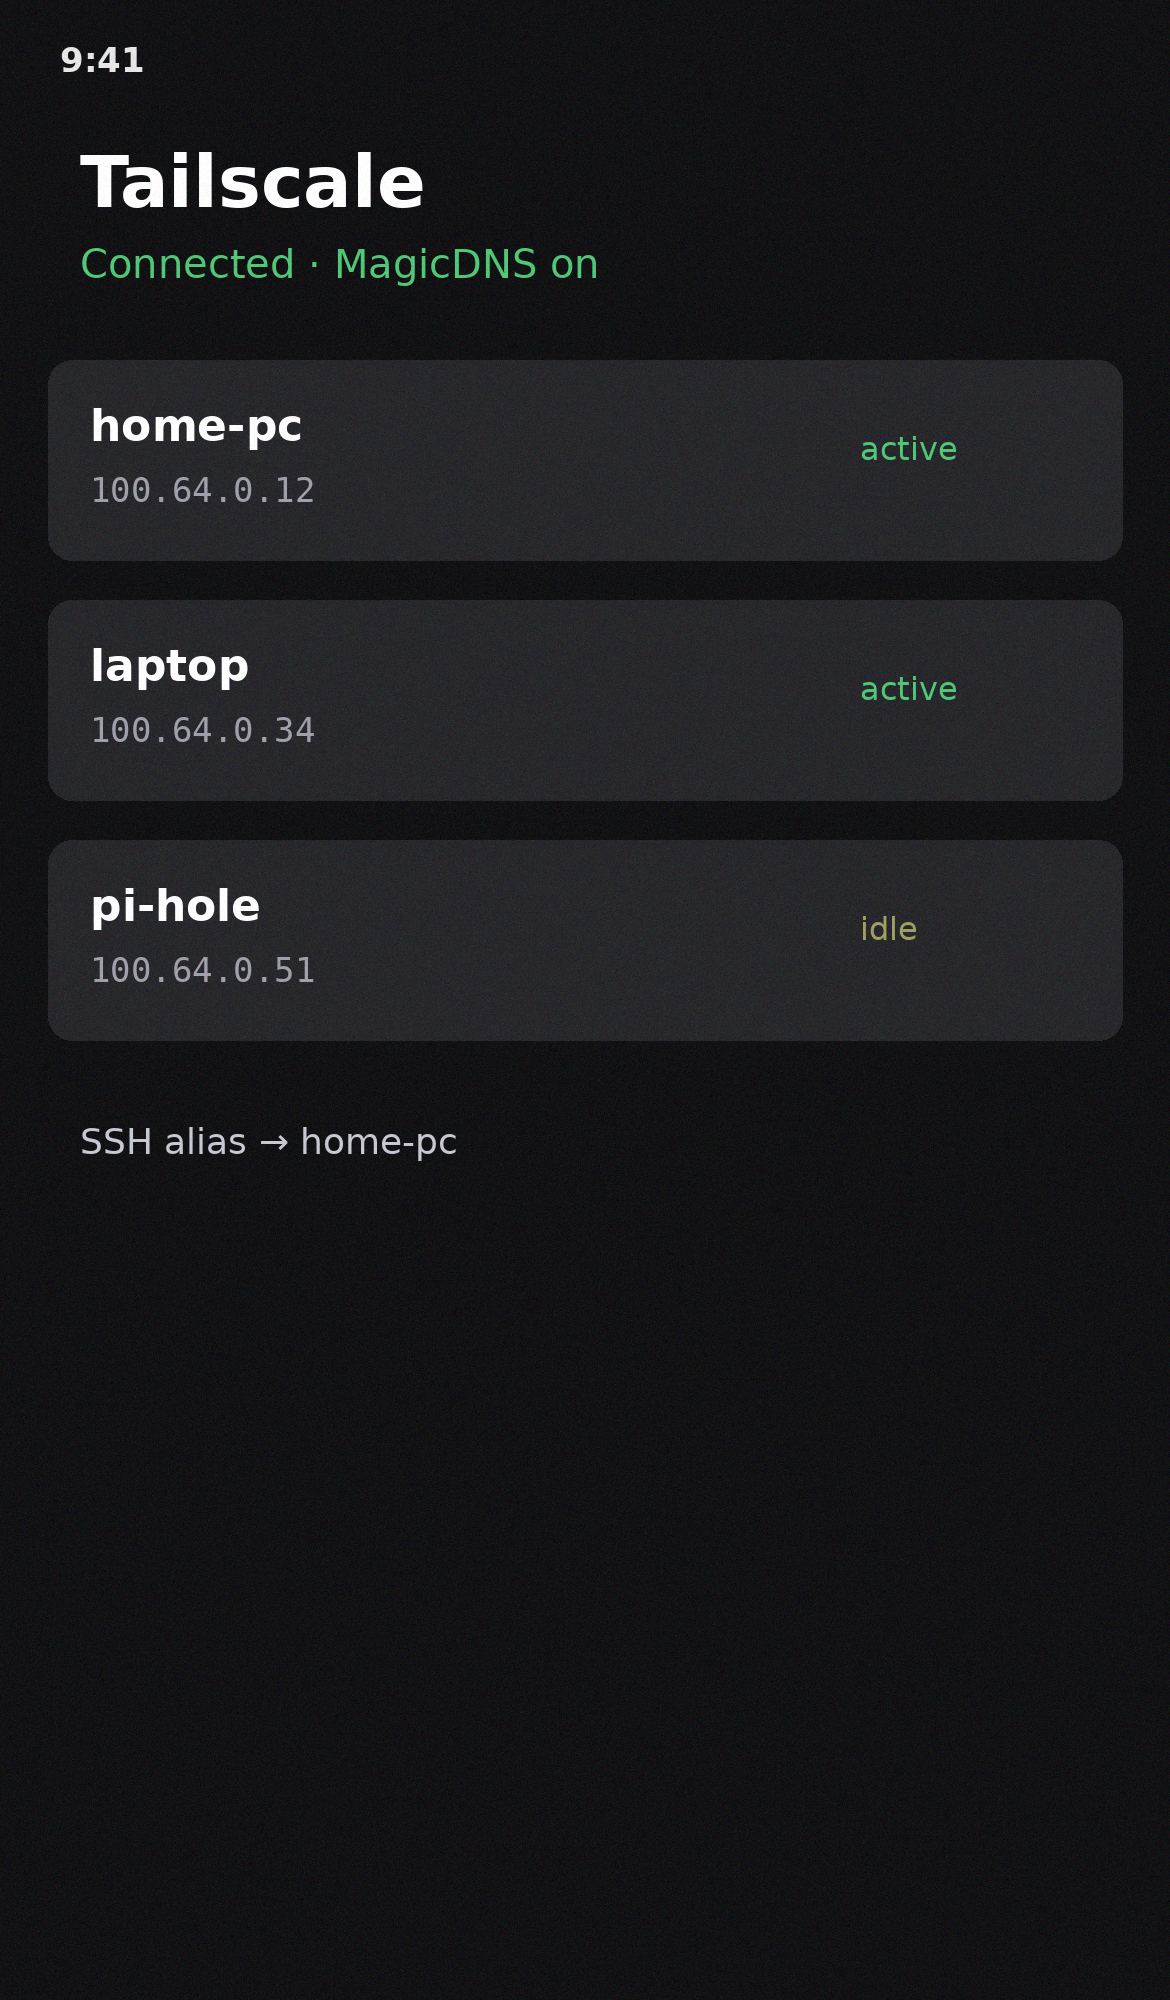 9:41
Tailscale
Connected · MagicDNS on
home-pc
active
100.64.0.12
laptop
active
100.64.0.34
pi-hole
idle
100.64.0.51
SSH alias → home-pc